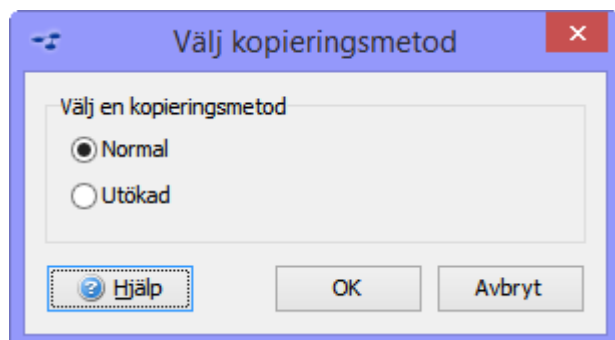 Välj kopieringsmetod
Välj en kopieringsmetod
Normal
Utökad
Hjälp OK Avbryt